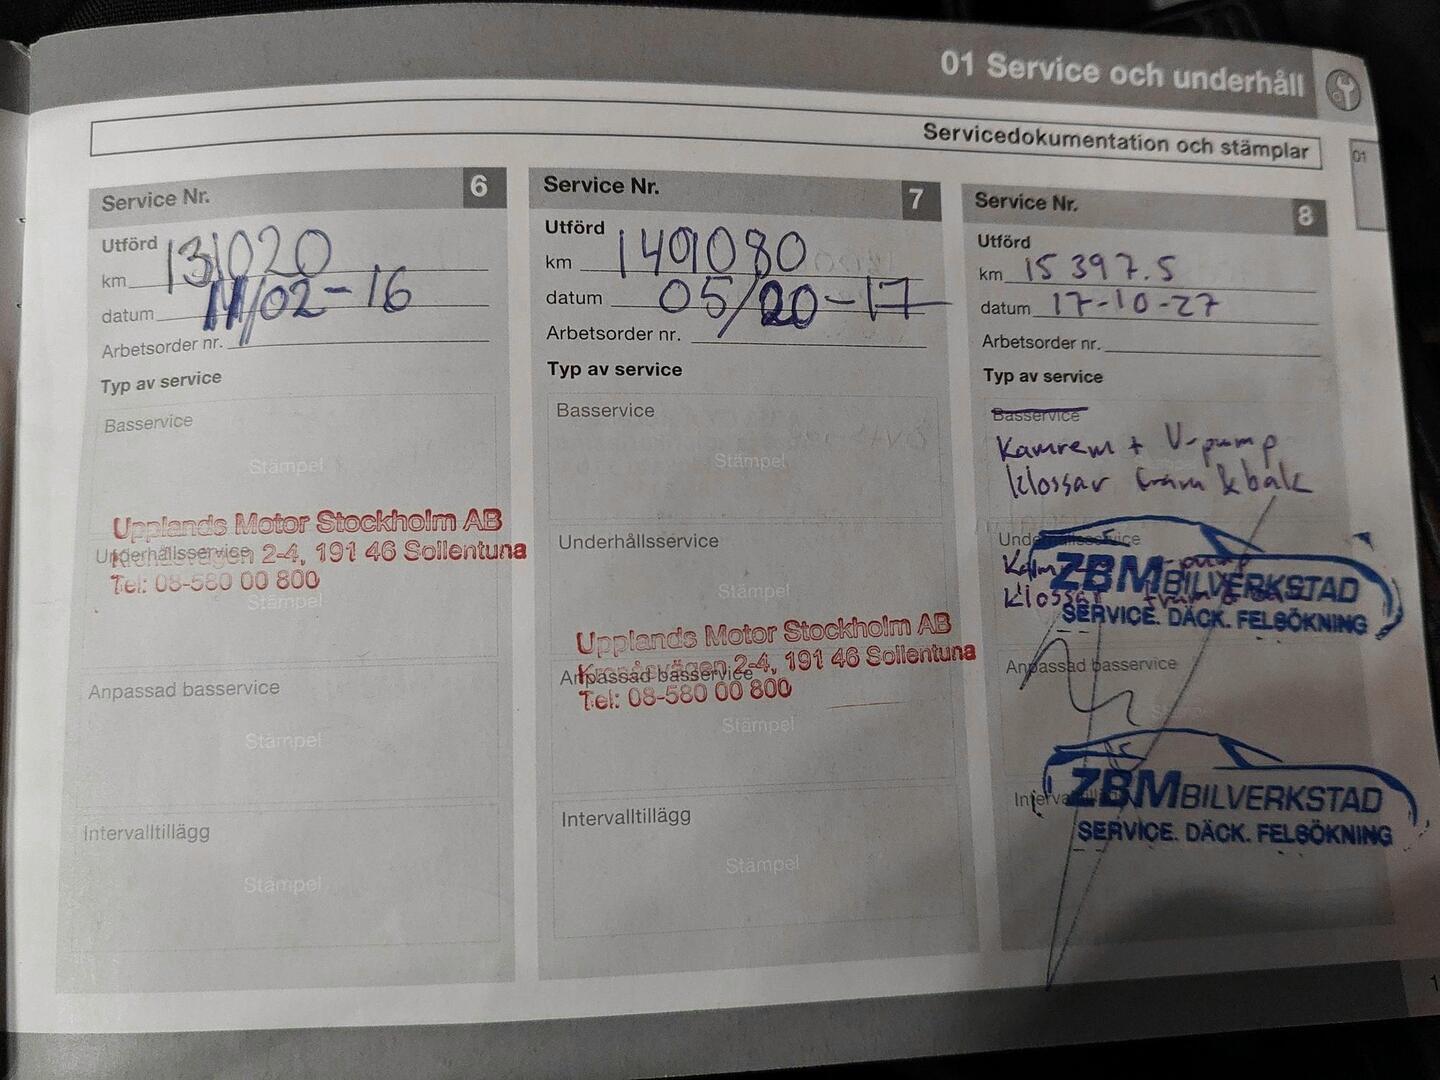 01 Service och underhåll
Servicedokumentation och stämplar
01
Service Nr. 6
Utförd
km 131020
datum 11/02-16
Arbetsorder nr.
Typ av service
Basservice
Stämpel
Upplands Motor Stockholm AB
Underhållsservice
2-4, 191 46 Sollentuna
Tel: 08-580 00 800
Stämpel
Anpassad basservice
Stämpel
Intervalltillägg
Stämpel
Service Nr. 7
Utförd
km 149080
datum 05/20-17
Arbetsorder nr.
Typ av service
Basservice
Stämpel
Underhållsservice
Stämpel
Upplands Motor Stockholm AB
2-4, 191 46 Sollentuna
Anpassad basservice
Tel: 08-580 00 800
Stämpel
Intervalltillägg
Stämpel
Service Nr. 8
Utförd
km 15 397.5
datum 17-10-27
Arbetsorder nr.
Typ av service
Basservice
Kamrem + V-pump
klossar fram & bak
Underhållsservice
ZBM BILVERKSTAD
klossar
SERVICE. DÄCK. FELSÖKNING
Anpassad basservice
ZBM BILVERKSTAD
SERVICE. DÄCK. FELSÖKNING